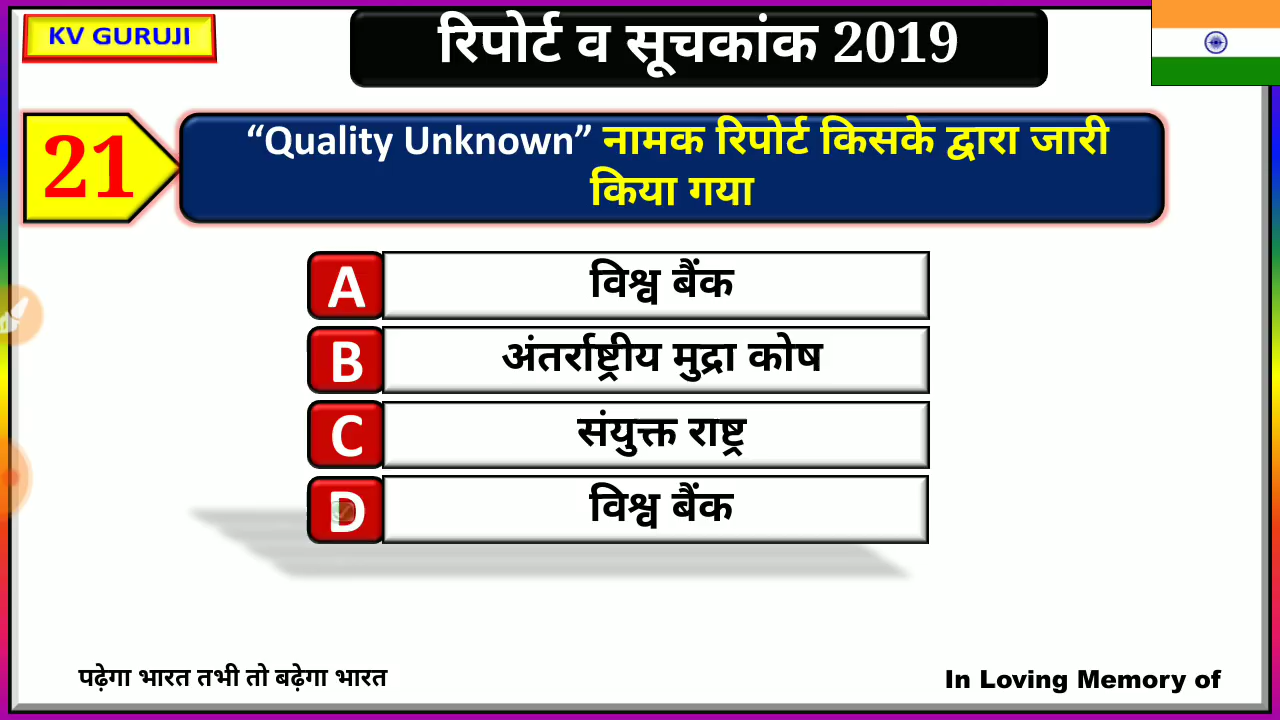 KV GURUJI
रिपोर्ट व सूचकांक 2019
21
“Quality Unknown” नामक रिपोर्ट किसके द्वारा जारी
किया गया
A विश्व बैंक
B अंतर्राष्ट्रीय मुद्रा कोष
C संयुक्त राष्ट्र
D विश्व बैंक
पढ़ेगा भारत तभी तो बढ़ेगा भारत
In Loving Memory of